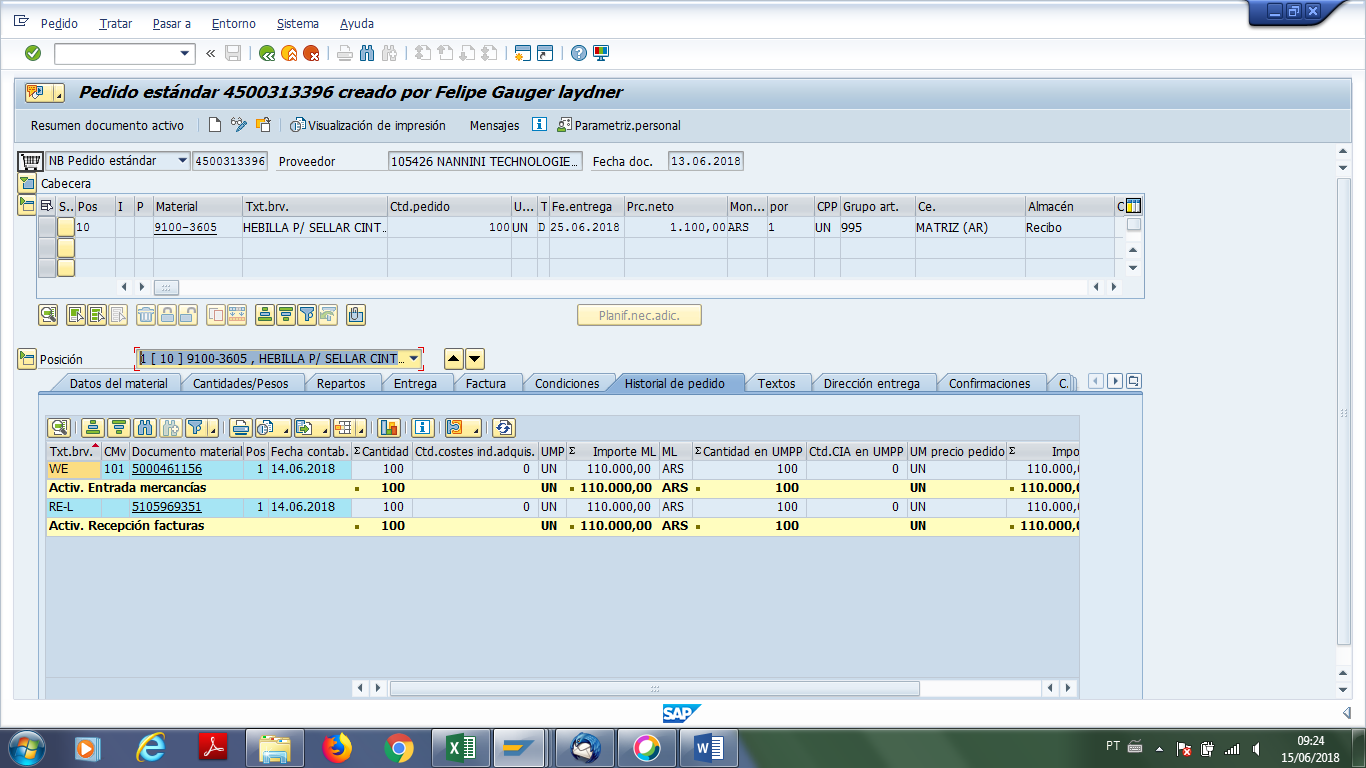 Pedido Tratar Pasar a Entorno Sistema Ayuda
Pedido estándar 4500313396 creado por Felipe Gauger laydner
Resumen documento activo Visualización de impresión Mensajes Parametriz.personal
NB Pedido estándar 4500313396 Proveedor 105426 NANNINI TECHNOLOGIE... Fecha doc. 13.06.2018
Cabecera
S.. Pos I P Material Txt.brv. Ctd.pedido U... T Fe.entrega Prc.neto Mon... por CPP Grupo art. Ce. Almacén C
10 9100-3605 HEBILLA P/ SELLAR CINT... 100 UN D 25.06.2018 1.100,00 ARS 1 UN 995 MATRIZ (AR) Recibo
Planif.nec.adic.
Posición 1 [ 10 ] 9100-3605 , HEBILLA P/ SELLAR CINT...
Datos del material Cantidades/Pesos Repartos Entrega Factura Condiciones Historial de pedido Textos Dirección entrega Confirmaciones C.
Txt.brv. CMv Documento material Pos Fecha contab. Σ Cantidad Ctd.costes ind.adquis. UMP Σ Importe ML ML Σ Cantidad en UMPP Ctd.CIA en UMPP UM precio pedido Σ Impo
WE 101 5000461156 1 14.06.2018 100 0 UN 110.000,00 ARS 100 0 UN 110.000,
Activ. Entrada mercancías 100 UN 110.000,00 ARS 100 UN 110.000,
RE-L 5105969351 1 14.06.2018 100 0 UN 110.000,00 ARS 100 0 UN 110.000,
Activ. Recepción facturas 100 UN 110.000,00 ARS 100 UN 110.000,
SAP
PT 09:24
15/06/2018